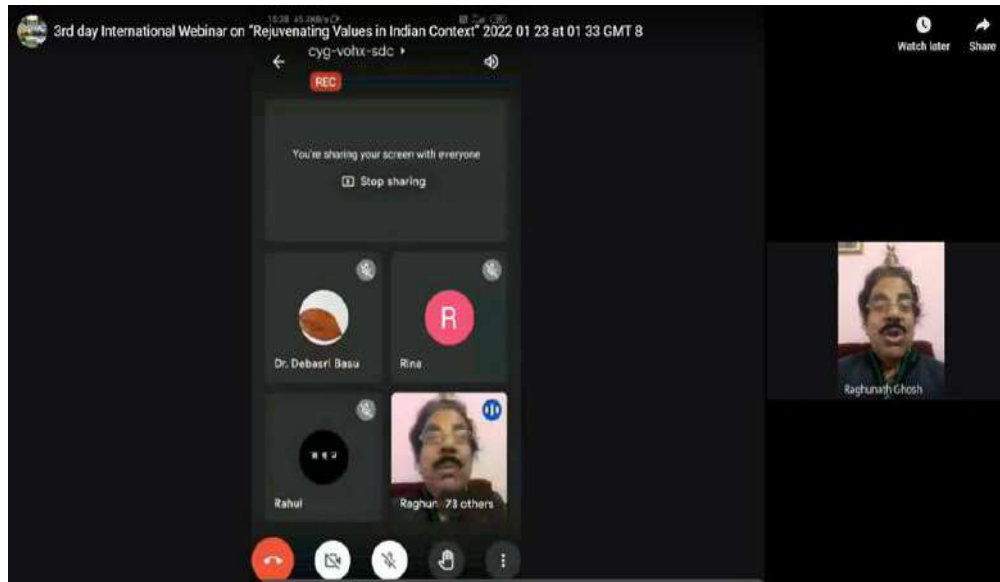 3rd day International Webinar on "Rejuvenating Values in Indian Context" 2022 01 23 at 01 33 GMT 8
Watch later
Share
cyg-vohx-sdc
REC
You're sharing your screen with everyone
Stop sharing
Dr. Debasri Basu
R
Rine
Rahul
Raghun 73 others
Raghunath Ghosh